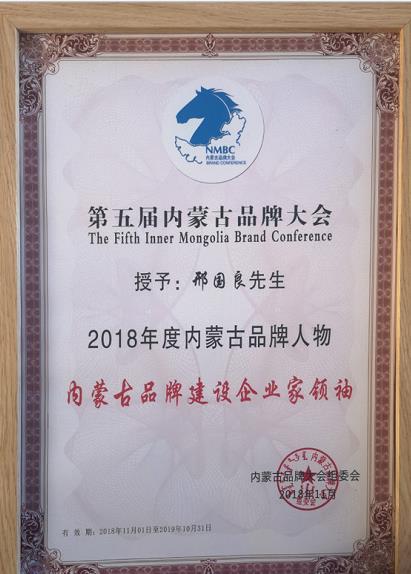 NMBC
内蒙古品牌大会
BRAND CONFERENCE
第五届内蒙古品牌大会
The Fifth Inner Mongolia Brand Conference
授予：邢国良先生
2018年度内蒙古品牌人物
内蒙古品牌建设企业家领袖
内蒙古品牌大会组委会
2018年11月
组委会
有 效 期：2018年11月01日至2019年10月31日